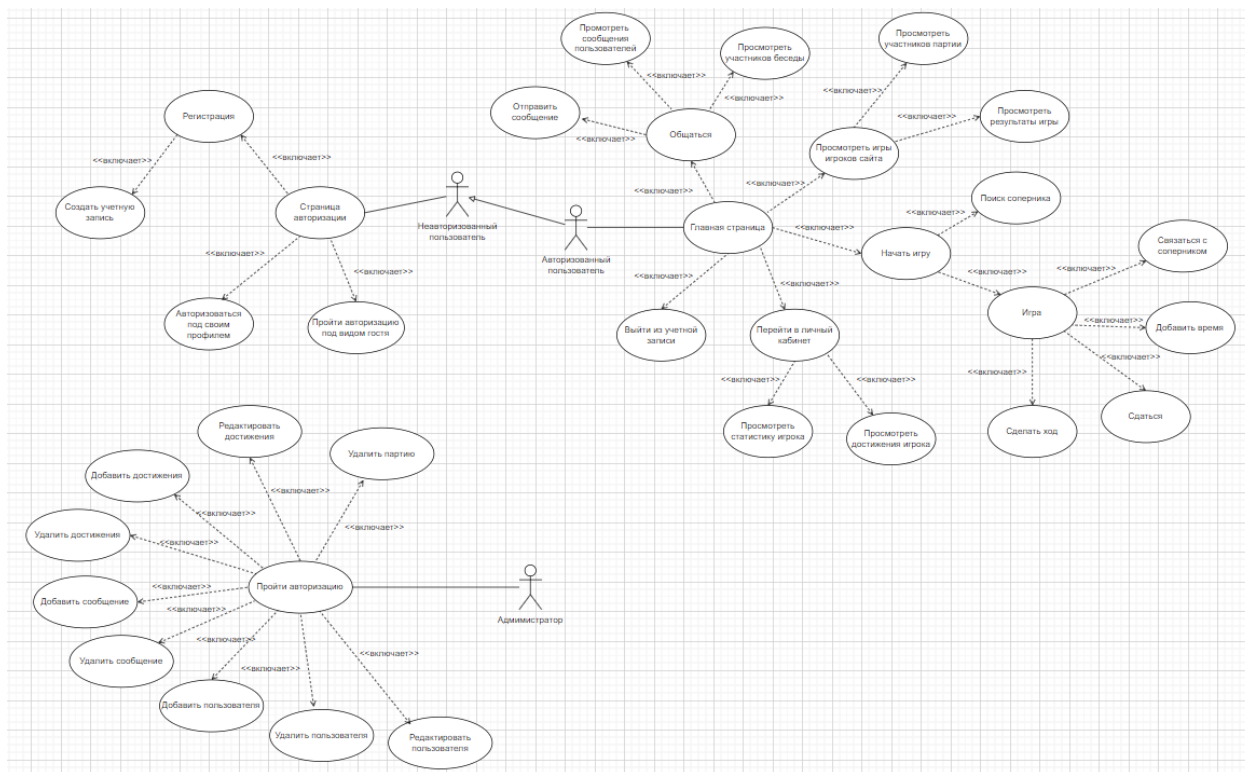 Промотреть
сообщения
пользователей
Просмотреть
участников беседы
Просмотреть
участников партии
<<включает>>
<<включает>>
<<включает>>
Отправить
сообщение
<<включает>>
<<включает>>
Общаться
Просмотреть игры
игроков сайта
<<включает>>
Просмотреть
результаты игры
Регистрация
<<включает>>
<<включает>>
Создать учетную
запись
Страница
авторизации
Неавторизованный
пользователь
Авторизованный
пользователь
<<включает>>
<<включает>>
Главная страница
<<включает>>
Начать игру
<<включает>>
Поиск соперника
<<включает>>
Связаться с
соперником
<<включает>>
<<включает>>
<<включает>>
Авторизоваться
под своим
профилем
Пройти авторизацию
под видом гостя
<<включает>>
<<включает>>
Выйти из учетной
записи
Перейти в личный
кабинет
Игра
<<включает>>
Добавить время
<<включает>>
<<включает>>
Сделать ход
Сдаться
<<включает>>
<<включает>>
Просмотреть
статистику игрока
Просмотреть
достижения игрока
Редактировать
достижения
Удалить партию
Добавить достижения
<<включает>>
<<включает>>
<<включает>>
Удалить достижения
<<включает>>
Пройти авторизацию
Адмимистратор
<<включает>>
Добавить сообщение
<<включает>>
Удалить сообщение
<<включает>>
<<включает>>
<<включает>>
<<включает>>
Добавить пользователя
Удалить пользователя
Редактировать
пользователя